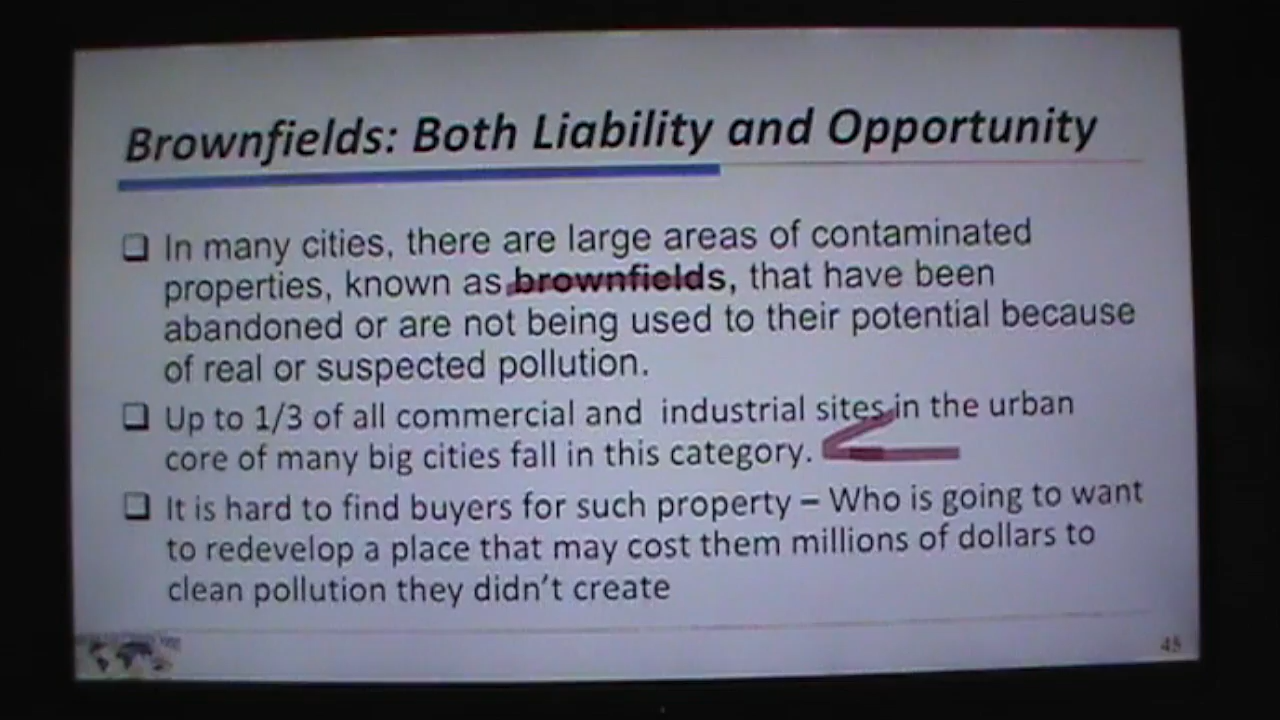 Brownfields: Both Liability and Opportunity
❑ In many cities, there are large areas of contaminated
properties, known as brownfields, that have been
abandoned or are not being used to their potential because
of real or suspected pollution.
❑ Up to 1/3 of all commercial and industrial sites in the urban
core of many big cities fall in this category.
❑ It is hard to find buyers for such property – Who is going to want
to redevelop a place that may cost them millions of dollars to
clean pollution they didn't create
45